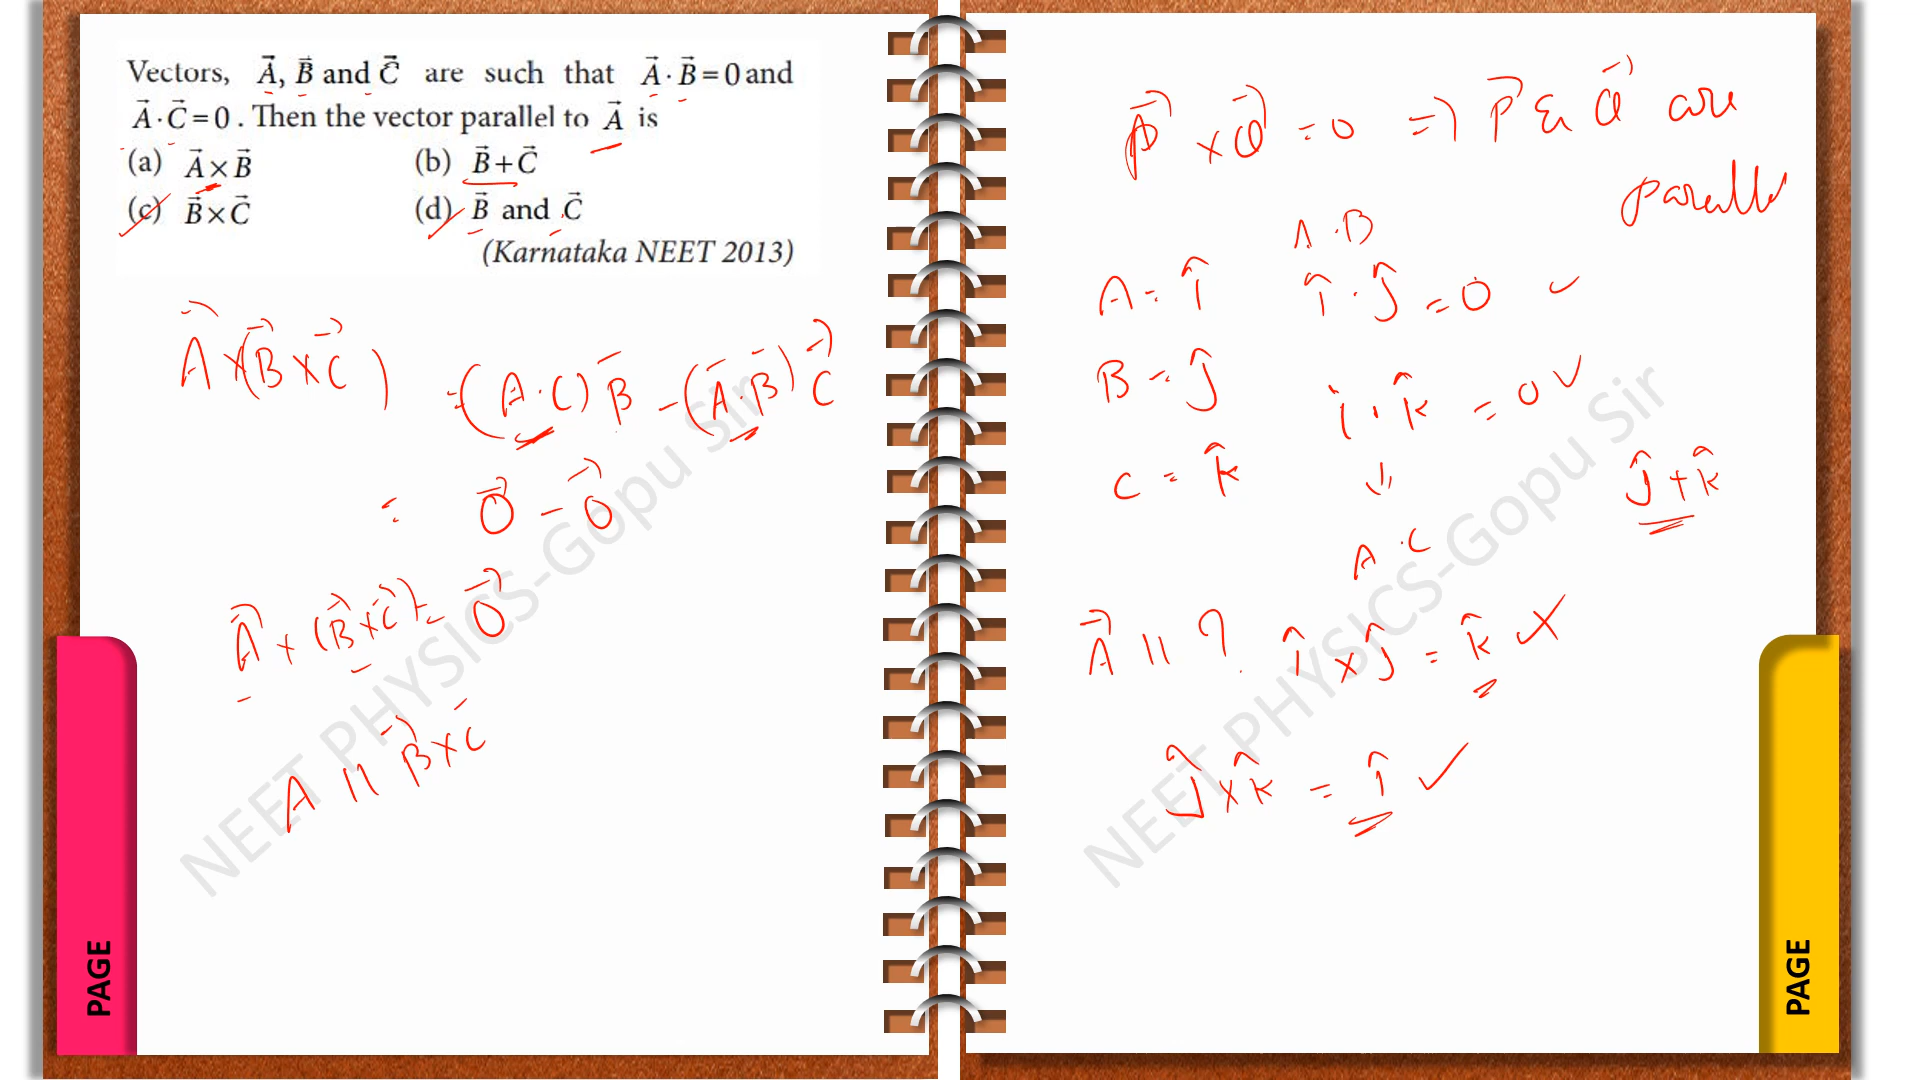 Vectors, A⃗, B⃗ and C⃗ are such that A⃗ · B⃗ = 0 and
A⃗ · C⃗ = 0 . Then the vector parallel to A⃗ is
(a) A⃗ × B⃗ (b) B⃗ + C⃗
(c) B⃗ × C⃗ (d) B⃗ and C⃗
(Karnataka NEET 2013)
A⃗ × (B⃗ × C⃗) = (A · C) B⃗ − (A⃗ · B⃗) C⃗
= 0⃗ − 0⃗
A⃗ × (B⃗ × C⃗) = 0⃗
A || B⃗ × C⃗
NEET PHYSICS-Gopu Sir
PAGE
P⃗ × Q⃗ = 0 ⇒ P⃗ & Q⃗ are
parallel
A · B
A = î î · ĵ = 0 ✓
B = ĵ i · k̂ = 0 ✓
C = k̂ ⇓ ĵ + k̂
A · C
A⃗ || ? î × ĵ = k̂ ✗
ĵ × k̂ = î ✓
NEET PHYSICS-Gopu Sir
PAGE